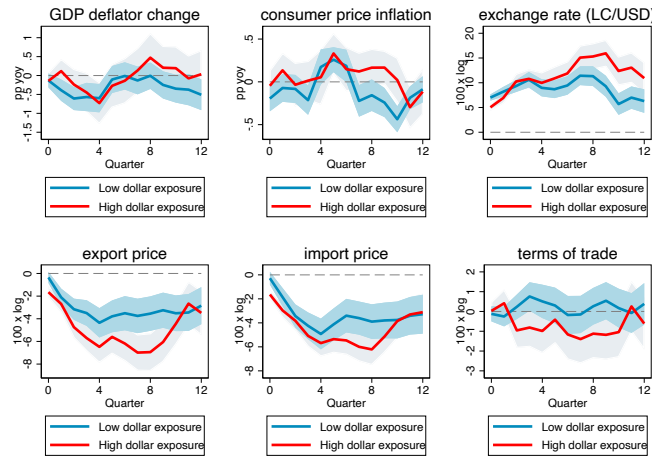 GDP deflator change
pp yoy
1
.5
0
-.5
-1
-1.5
0 4 8 12
Quarter
Low dollar exposure
High dollar exposure
consumer price inflation
pp yoy
.5
0
-.5
0 4 8 12
Quarter
Low dollar exposure
High dollar exposure
exchange rate (LC/USD)
100 x log
20
15
10
5
0
0 4 8 12
Quarter
Low dollar exposure
High dollar exposure
export price
100 x log
0
-2
-4
-6
-8
0 4 8 12
Quarter
Low dollar exposure
High dollar exposure
import price
100 x log
0
-2
-4
-6
-8
0 4 8 12
Quarter
Low dollar exposure
High dollar exposure
terms of trade
100 x log
2
1
0
-1
-2
-3
0 4 8 12
Quarter
Low dollar exposure
High dollar exposure